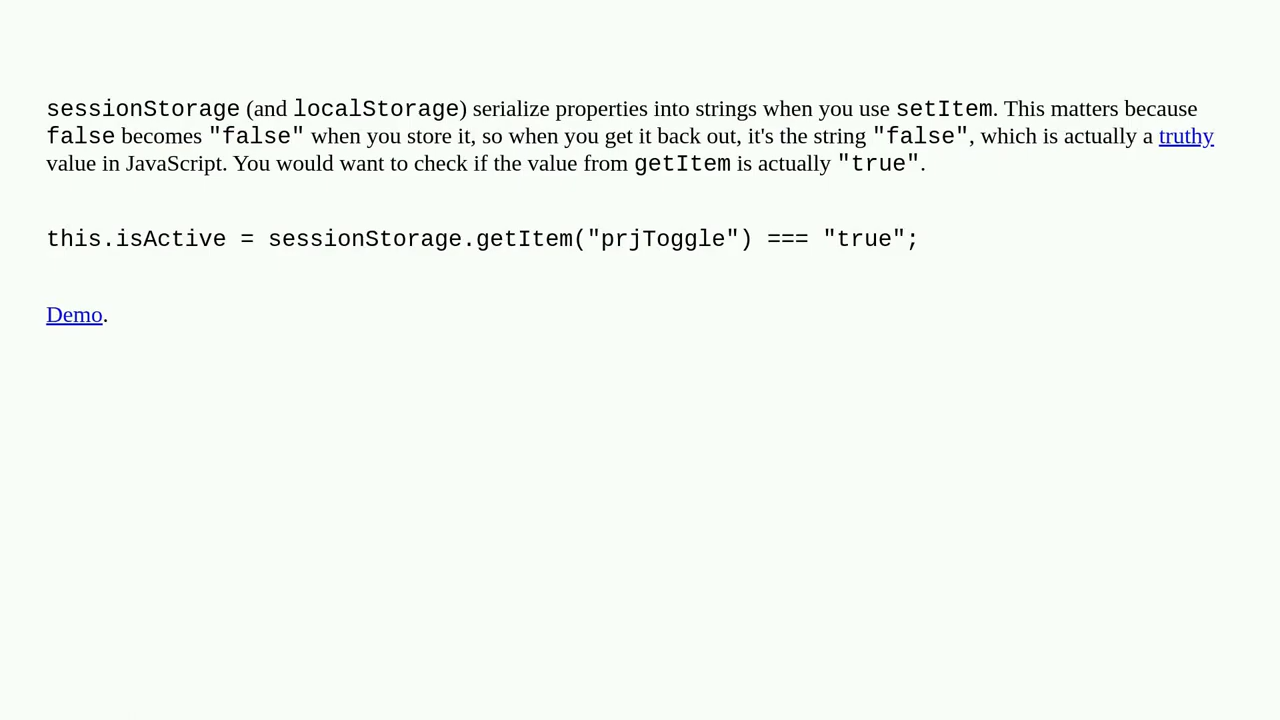 sessionStorage (and localStorage) serialize properties into strings when you use setItem. This matters because
false becomes "false" when you store it, so when you get it back out, it's the string "false", which is actually a truthy
value in JavaScript. You would want to check if the value from getItem is actually "true".
this.isActive = sessionStorage.getItem("prjToggle") === "true";
Demo.